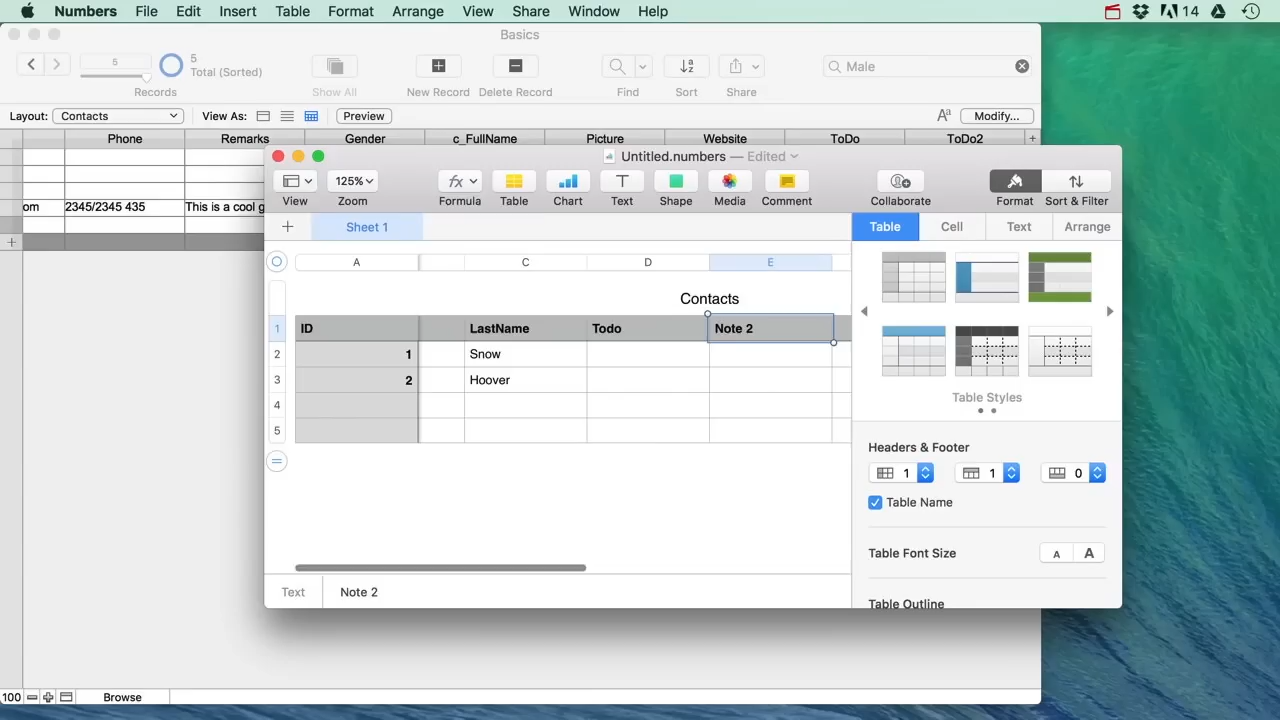 Numbers File Edit Insert Table Format Arrange View Share Window Help 14
Basics
5
5
Total (Sorted)
Male
Records Show All New Record Delete Record Find Sort Share
Layout: Contacts View As: Preview Aa Modify...
Phone Remarks Gender c_FullName Picture Website ToDo ToDo2 +
om 2345/2345 435 This is a cool g
+
Untitled.numbers — Edited
125%
View Zoom Formula Table Chart Text Shape Media Comment Collaborate Format Sort & Filter
+ Sheet 1
Table Cell Text Arrange
A C D E
Contacts
1 ID LastName Todo Note 2
2 1 Snow
3 2 Hoover
4
5
Table Styles
Headers & Footer
1 1 0
Table Name
Table Font Size A A
Table Outline
Text Note 2
100 Browse